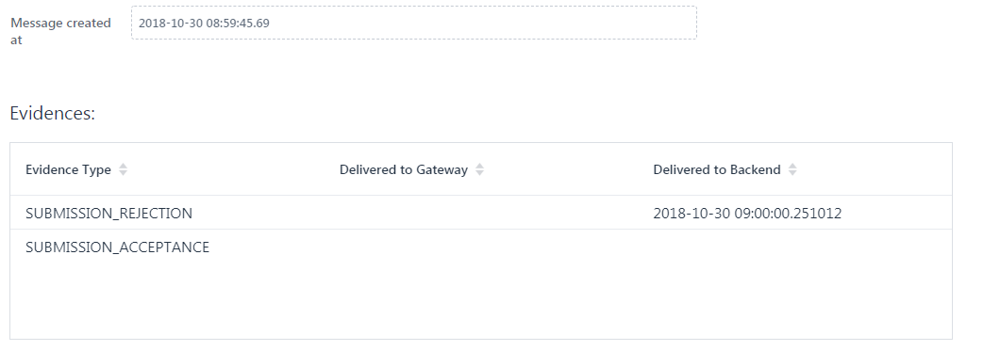 Message created
at
2018-10-30 08:59:45.69
Evidences:
Evidence Type
Delivered to Gateway
Delivered to Backend
SUBMISSION_REJECTION
2018-10-30 09:00:00.251012
SUBMISSION_ACCEPTANCE